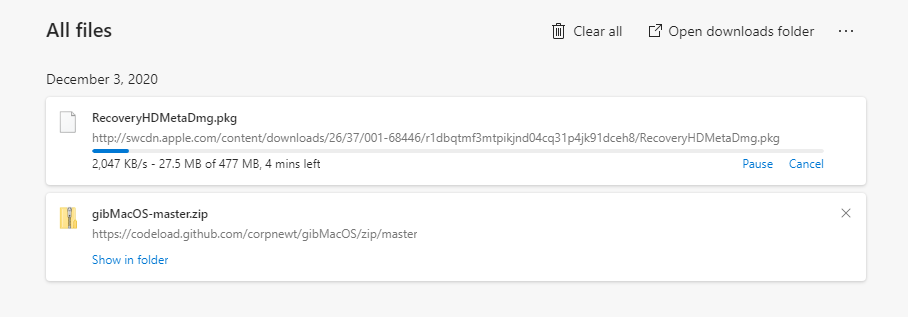 All files
Clear all
Open downloads folder
December 3, 2020
RecoveryHDMetaDmg.pkg
http://swcdn.apple.com/content/downloads/26/37/001-68446/r1dbqtmf3mtpikjnd04cq31p4jk91dceh8/RecoveryHDMetaDmg.pkg
2,047 KB/s - 27.5 MB of 477 MB, 4 mins left
Pause
Cancel
gibMacOS-master.zip
https://codeload.github.com/corpnewt/gibMacOS/zip/master
Show in folder